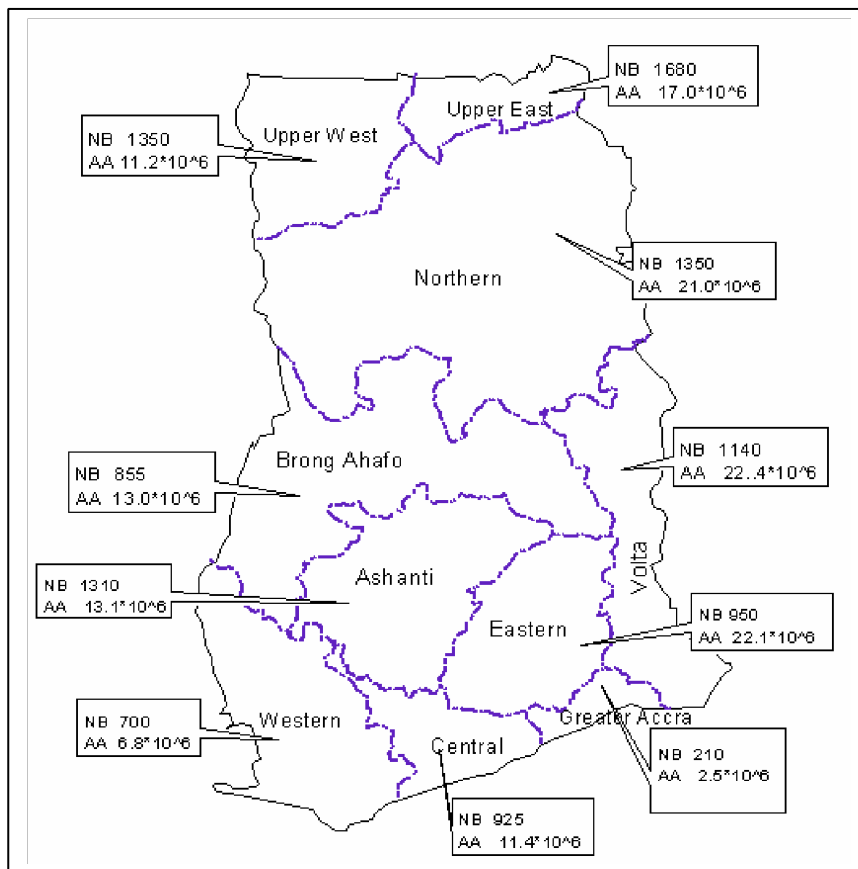 NB 1680
AA 17.0*10^6
Upper East
Upper West
NB 1350
AA 11.2*10^6
Northern
NB 1350
AA 21.0*10^6
Brong Ahafo
NB 1140
AA 22..4*10^6
NB 855
AA 13.0*10^6
Volta
Ashanti
NB 1310
AA 13.1*10^6
Eastern
NB 950
AA 22.1*10^6
Western
NB 700
AA 6.8*10^6
Greater Accra
Central
NB 210
AA 2.5*10^6
NB 925
AA 11.4*10^6